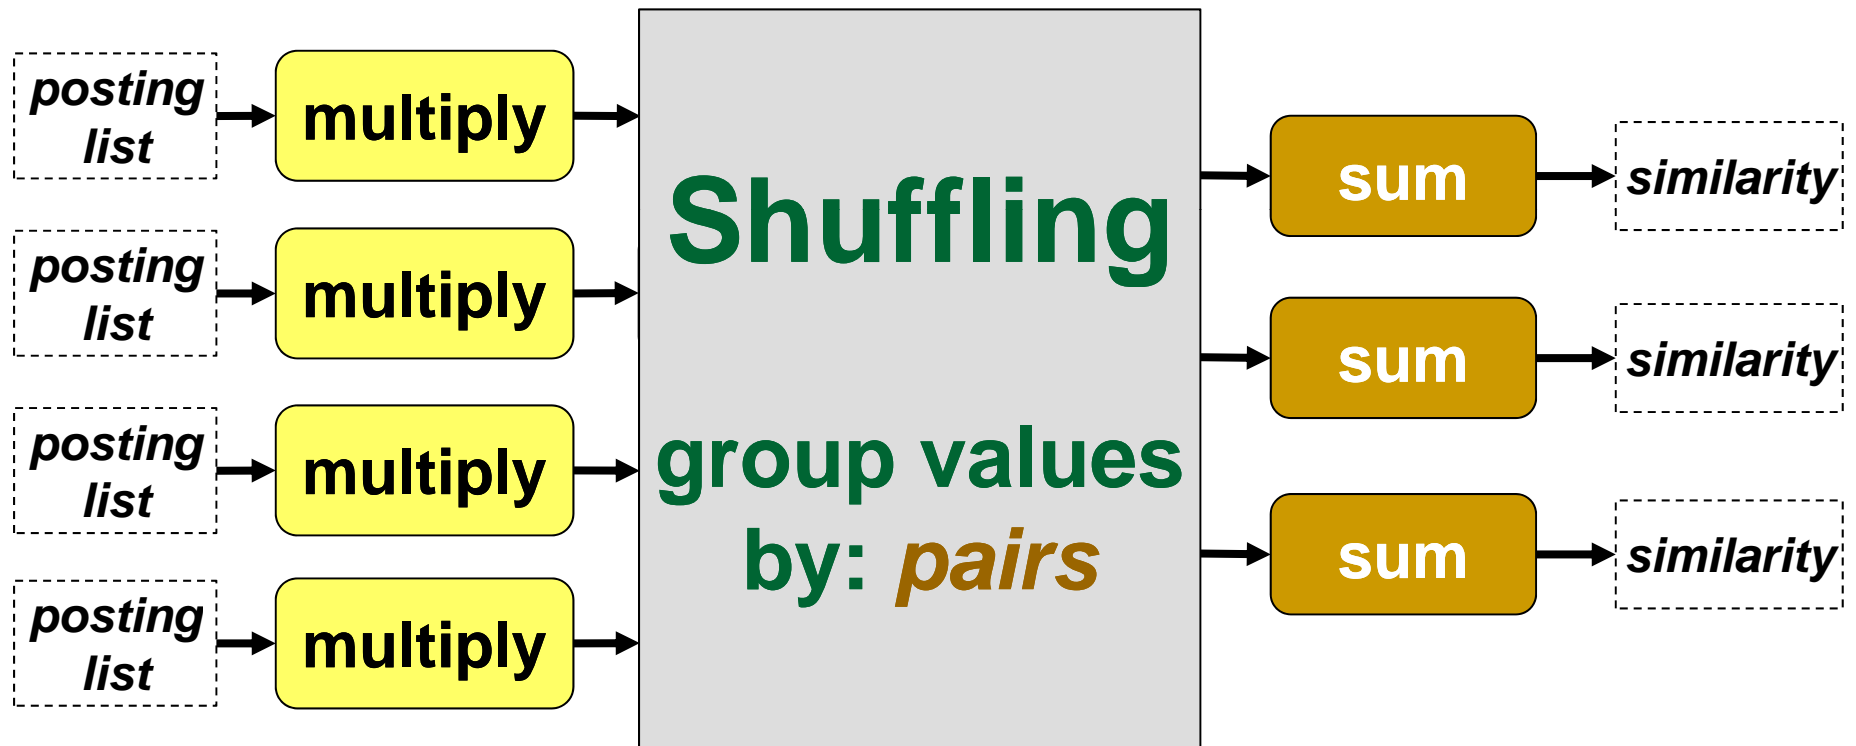 posting
list
multiply
posting
list
multiply
posting
list
multiply
posting
list
multiply
Shuffling
group values
by: pairs
sum
similarity
sum
similarity
sum
similarity